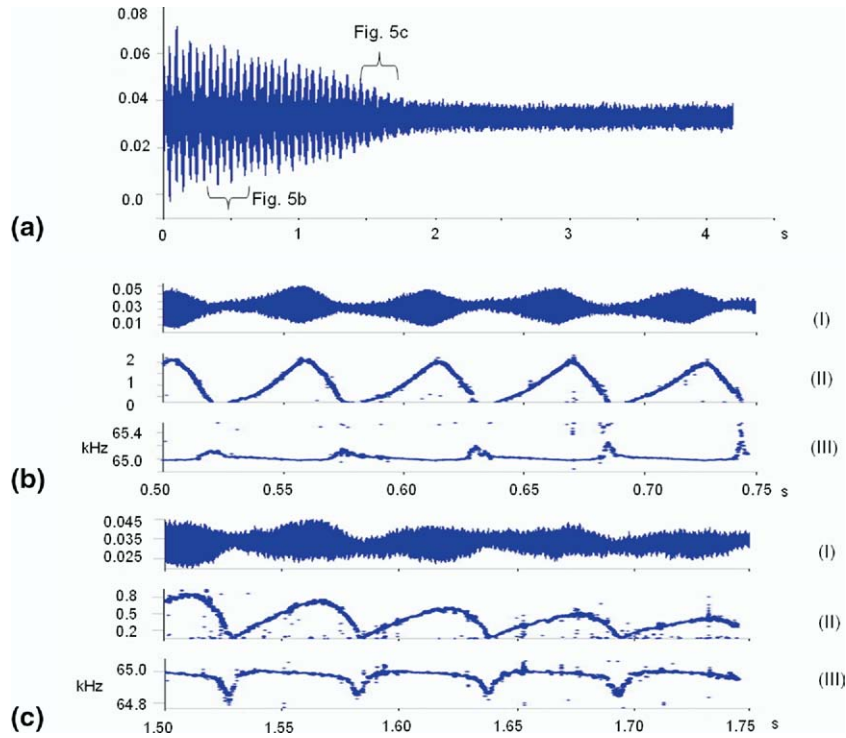 0.08
Fig. 5c
0.06
0.04
0.02
0.0
Fig. 5b
(a)
0 1 2 3 4 s
0.05
0.03
0.01
(I)
2
1
0
(II)
65.4
kHz
65.0
(III)
(b)
0.50 0.55 0.60 0.65 0.70 0.75 s
0.045
0.035
0.025
(I)
0.8
0.5
0.2
(II)
65.0
kHz
64.8
(III)
(c)
1.50 1.55 1.60 1.65 1.70 1.75 s